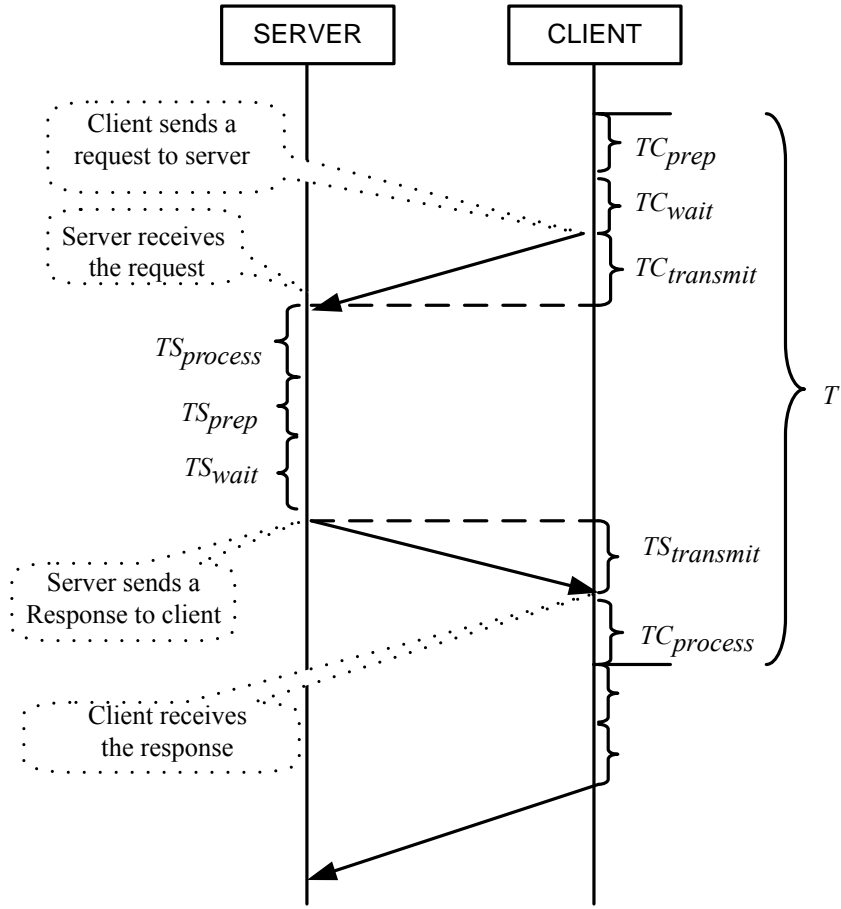 SERVER
CLIENT
Client sends a
request to server
TCprep
TCwait
Server receives
the request
TCtransmit
TSprocess
T
TSprep
TSwait
TStransmit
Server sends a
Response to client
TCprocess
Client receives
the response